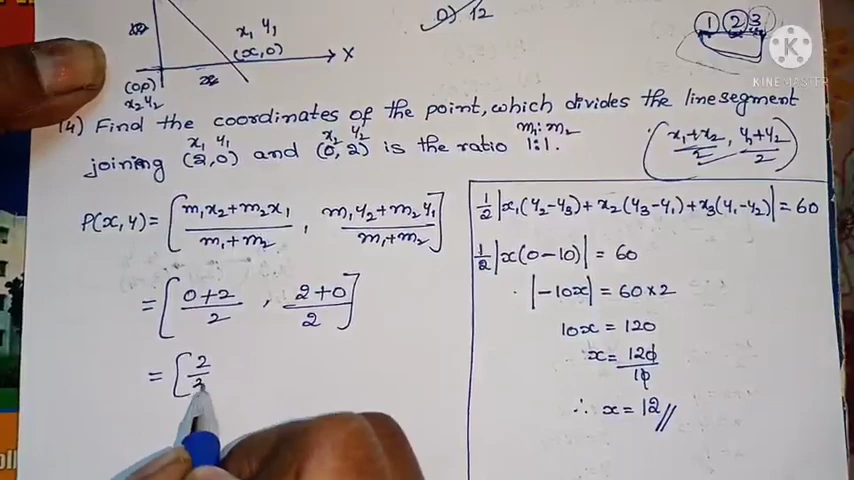 x₁ y₁
(x,0)
X
(0,0)
x₂ y₂
d) 12
1 2 3
KINEMASTER
14) Find the coordinates of the point, which divides the line segment
x₁ y₁ x₂ y₂ m₁:m₂
joining (2,0) and (0,2) is the ratio 1:1.
(x₁+x₂/2, y₁+y₂/2)
P(x,y) = [m₁x₂+m₂x₁/m₁+m₂, m₁y₂+m₂y₁/m₁+m₂]
= [0+2/2, 2+0/2]
= [2/2
1/2|x₁(y₂-y₃)+x₂(y₃-y₁)+x₃(y₁-y₂)| = 60
1/2|x(0-10)| = 60
|-10x| = 60×2
10x = 120
x = 120/10
∴ x = 12//